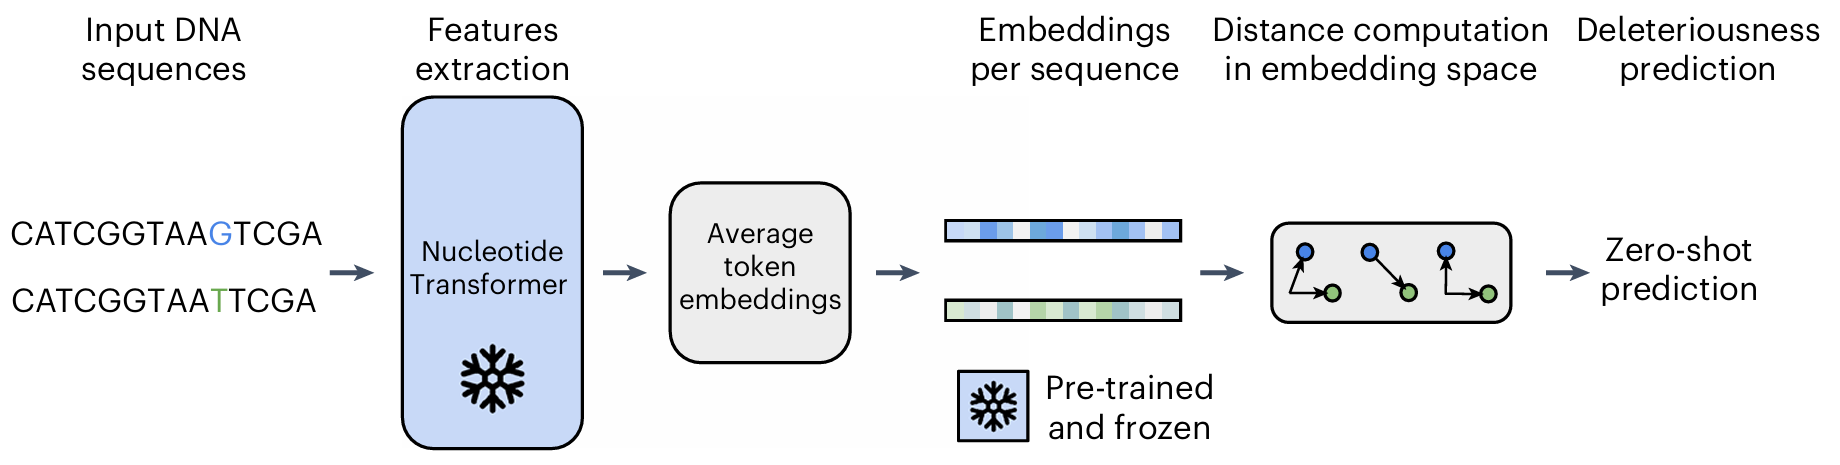 Input DNA
sequences
Features
extraction
Embeddings
per sequence
Distance computation
in embedding space
Deleteriousness
prediction
CATCGGTAAGTCGA
CATCGGTAATTCGA
Nucleotide
Transformer
Average
token
embeddings
Zero-shot
prediction
Pre-trained
and frozen